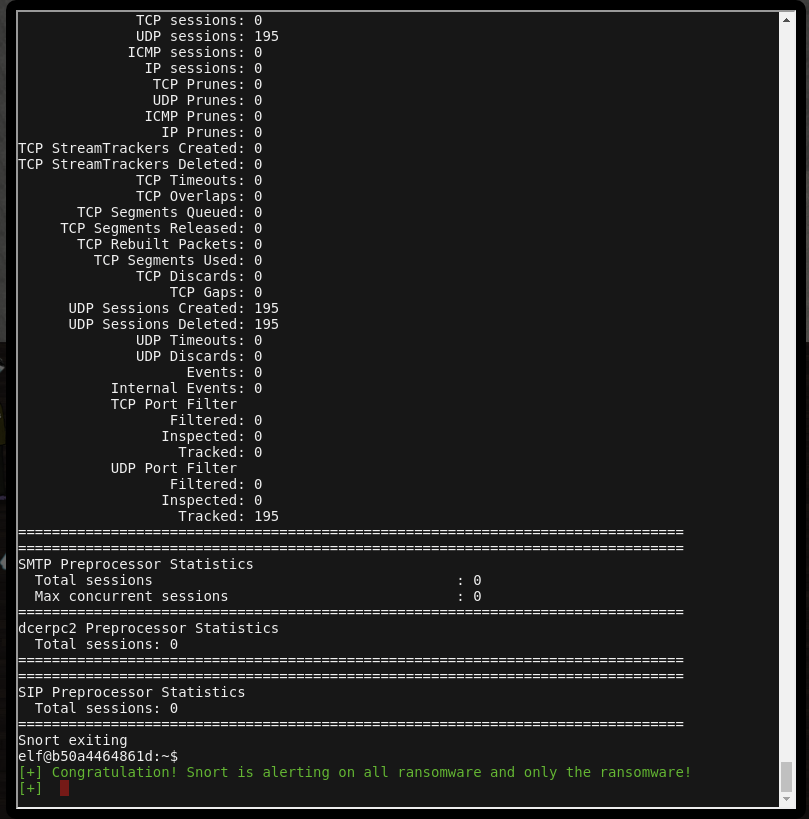 TCP sessions: 0
UDP sessions: 195
ICMP sessions: 0
IP sessions: 0
TCP Prunes: 0
UDP Prunes: 0
ICMP Prunes: 0
IP Prunes: 0
TCP StreamTrackers Created: 0
TCP StreamTrackers Deleted: 0
TCP Timeouts: 0
TCP Overlaps: 0
TCP Segments Queued: 0
TCP Segments Released: 0
TCP Rebuilt Packets: 0
TCP Segments Used: 0
TCP Discards: 0
TCP Gaps: 0
UDP Sessions Created: 195
UDP Sessions Deleted: 195
UDP Timeouts: 0
UDP Discards: 0
Events: 0
Internal Events: 0
TCP Port Filter
Filtered: 0
Inspected: 0
Tracked: 0
UDP Port Filter
Filtered: 0
Inspected: 0
Tracked: 195
===============================================================================
===============================================================================
SMTP Preprocessor Statistics
Total sessions : 0
Max concurrent sessions : 0
===============================================================================
dcerpc2 Preprocessor Statistics
Total sessions: 0
===============================================================================
===============================================================================
SIP Preprocessor Statistics
Total sessions: 0
===============================================================================
Snort exiting
elf@b50a4464861d:~$
[+] Congratulation! Snort is alerting on all ransomware and only the ransomware!
[+]